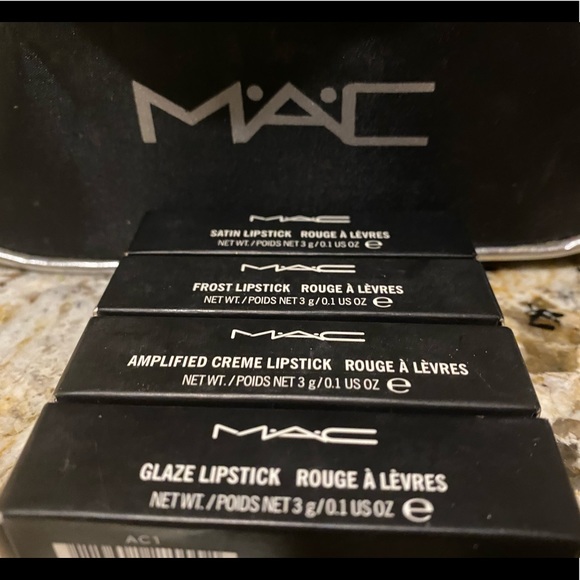 M·A·C
M·A·C
SATIN LIPSTICK ROUGE À LÈVRES
NET WT./POIDS NET 3 g/0.1 US OZ ℮
M·A·C
FROST LIPSTICK ROUGE À LÈVRES
NET WT./POIDS NET 3 g/0.1 US OZ ℮
M·A·C
AMPLIFIED CREME LIPSTICK ROUGE À LÈVRES
NET WT./POIDS NET 3 g/0.1 US OZ ℮
M·A·C
GLAZE LIPSTICK ROUGE À LÈVRES
NET WT./POIDS NET 3 g/0.1 US OZ ℮
AC1